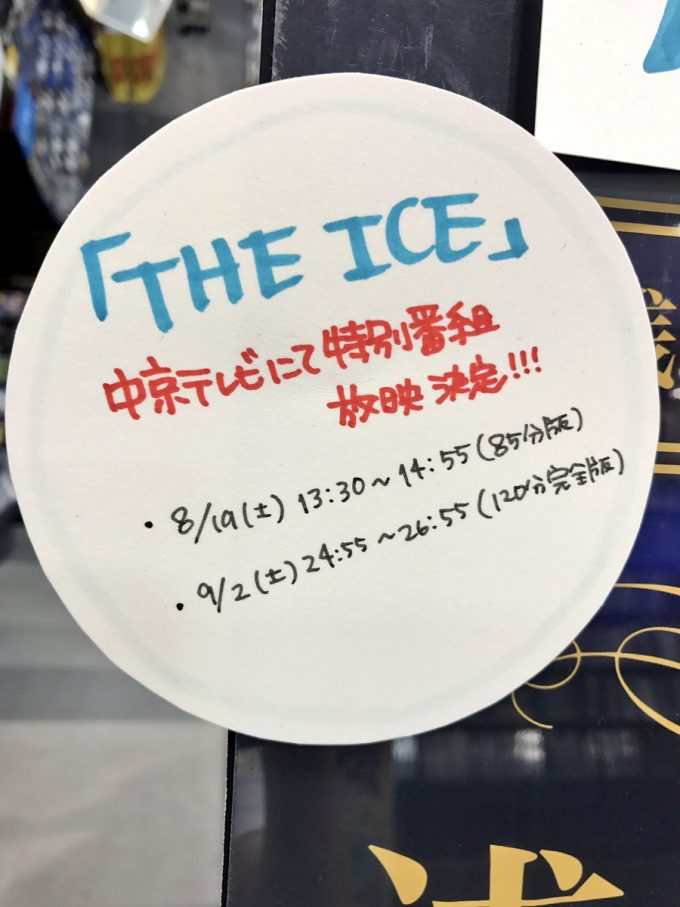 「THE ICE」
中京テレビにて特別番組
放映決定!!!
・8/19(土) 13:30〜14:55(85分版)
・9/2(土) 24:55〜26:55(120分完全版)